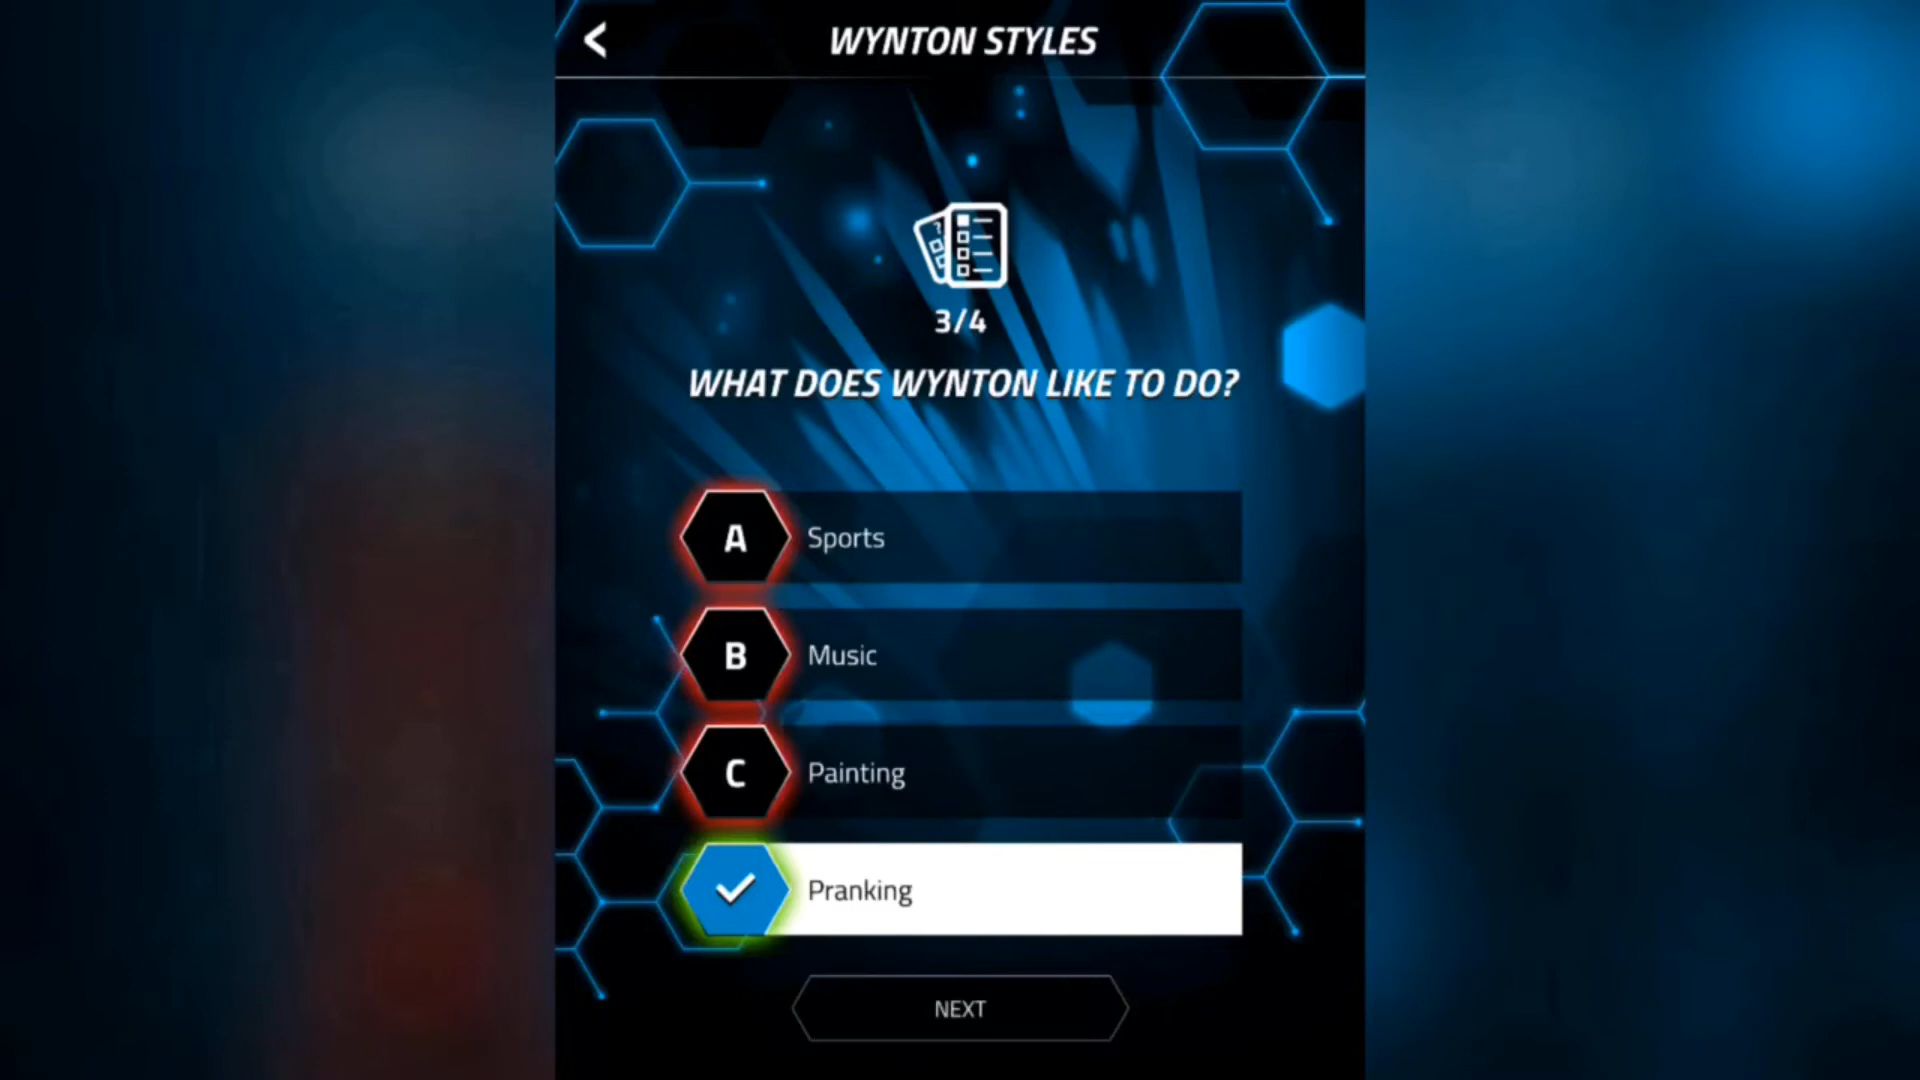 WYNTON STYLES
3/4
WHAT DOES WYNTON LIKE TO DO?
A Sports
B Music
C Painting
Pranking
NEXT